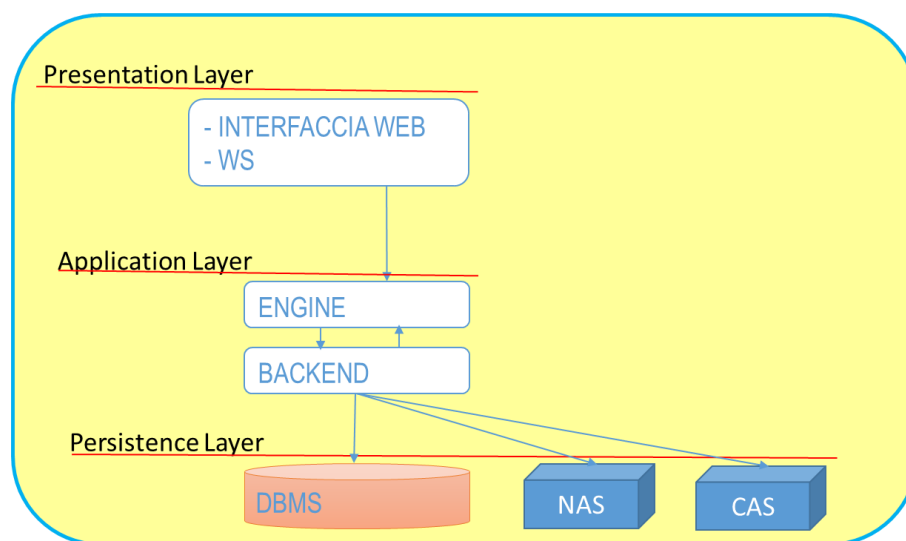 Presentation Layer
- INTERFACCIA WEB
- WS
Application Layer
ENGINE
BACKEND
Persistence Layer
DBMS
NAS
CAS